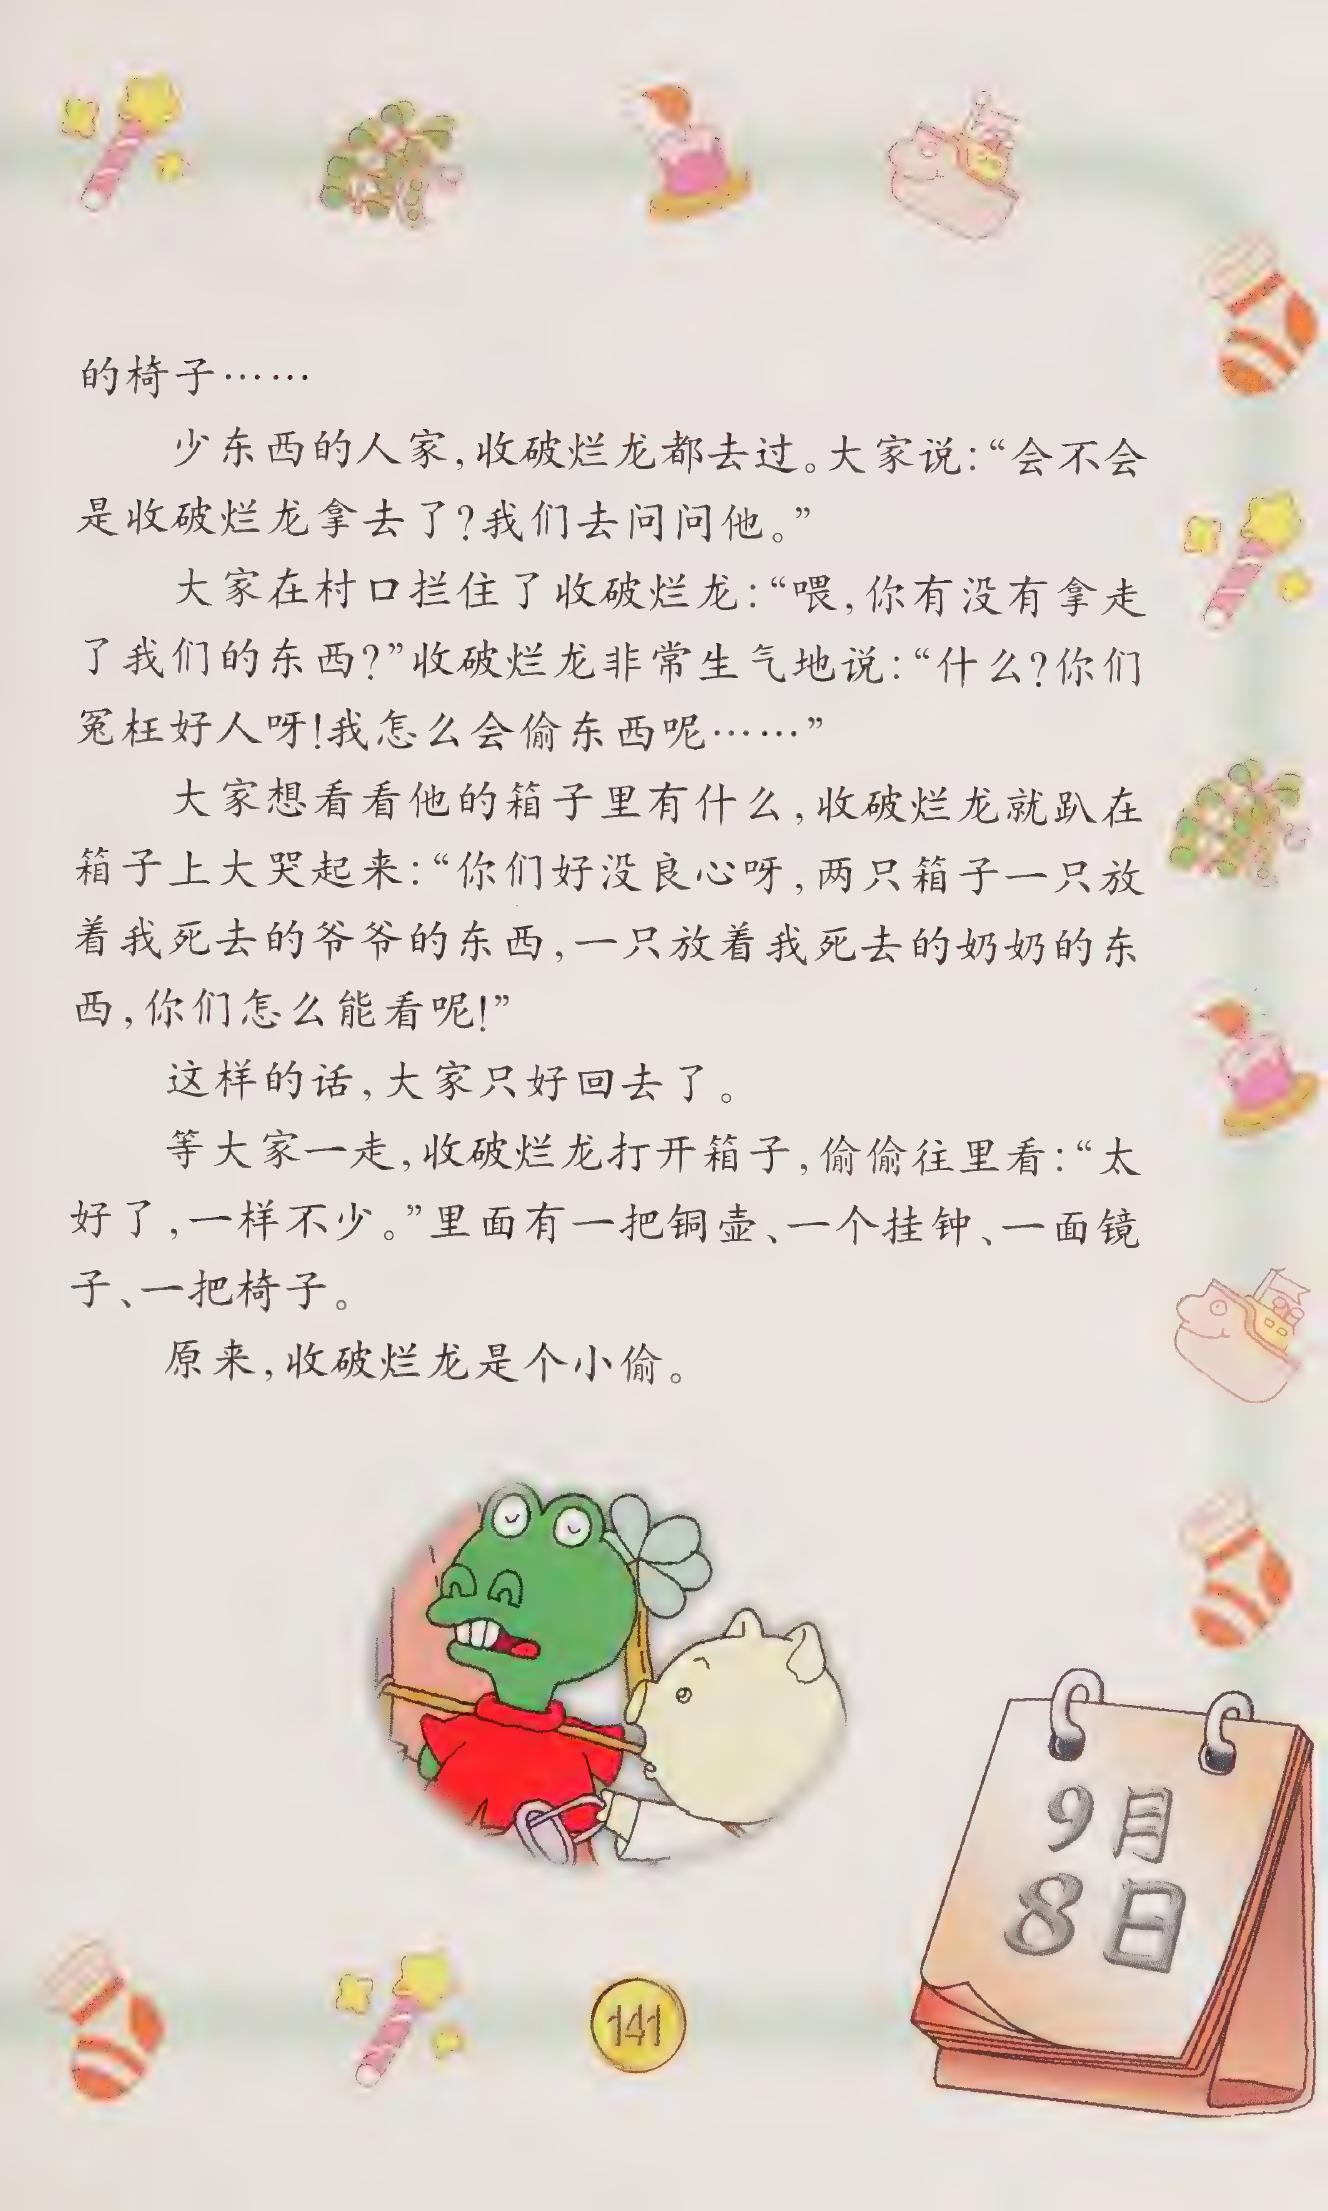 的椅子……
少东西的人家,收破烂龙都去过。大家说:“会不会
是收破烂龙拿去了?我们去问问他。”
大家在村口拦住了收破烂龙:“喂,你有没有拿走
了我们的东西?”收破烂龙非常生气地说:“什么?你们
冤枉好人呀!我怎么会偷东西呢……”
大家想看看他的箱子里有什么,收破烂龙就趴在
箱子上大哭起来:“你们好没良心呀,两只箱子一只放
着我死去的爷爷的东西,一只放着我死去的奶奶的东
西,你们怎么能看呢!”
这样的话,大家只好回去了。
等大家一走,收破烂龙打开箱子,偷偷往里看:“太
好了,一样不少。”里面有一把铜壶、一个挂钟、一面镜
子、一把椅子。
原来,收破烂龙是个小偷。
9月
8日
141